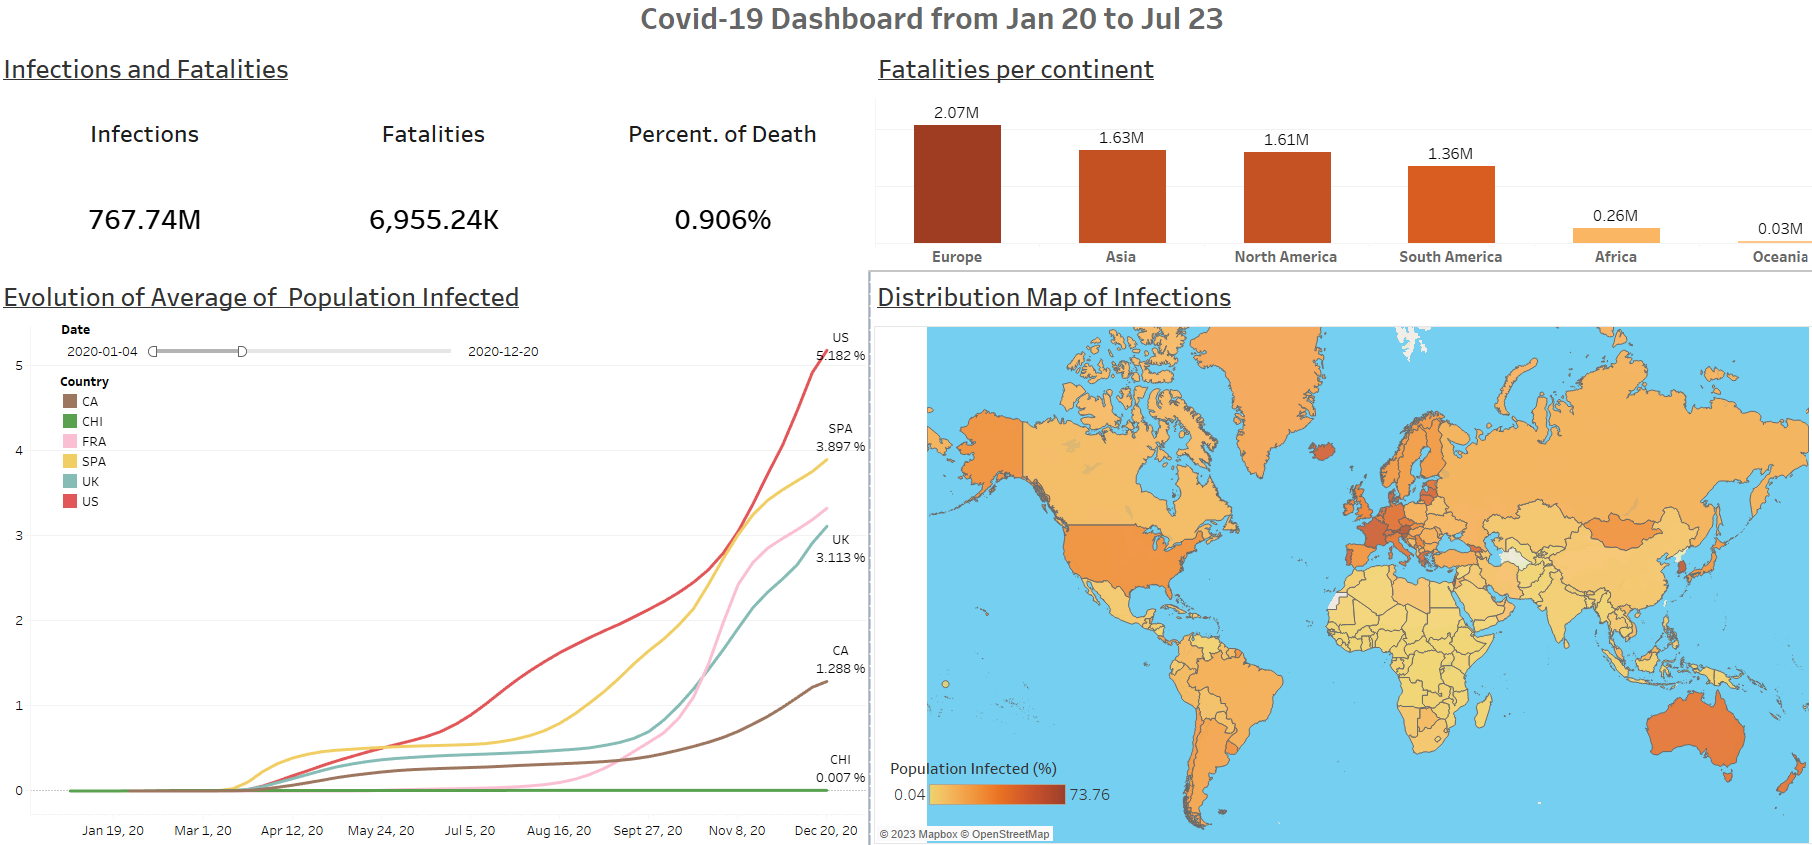 Covid-19 Dashboard from Jan 20 to Jul 23
Infections and Fatalities
Infections
Fatalities
Percent. of Death
767.74M
6,955.24K
0.906%
Fatalities per continent
2.07M
1.63M
1.61M
1.36M
0.26M
0.03M
Europe
Asia
North America
South America
Africa
Oceania
Evolution of Average of  Population Infected
Date
2020-01-04
2020-12-20
Country
CA
CHI
FRA
SPA
UK
US
5
4
3
2
1
0
US
5.182 %
SPA
3.897 %
UK
3.113 %
CA
1.288 %
CHI
0.007 %
Jan 19, 20
Mar 1, 20
Apr 12, 20
May 24, 20
Jul 5, 20
Aug 16, 20
Sept 27, 20
Nov 8, 20
Dec 20, 20
Distribution Map of Infections
Population Infected (%)
0.04
73.76
© 2023 Mapbox © OpenStreetMap